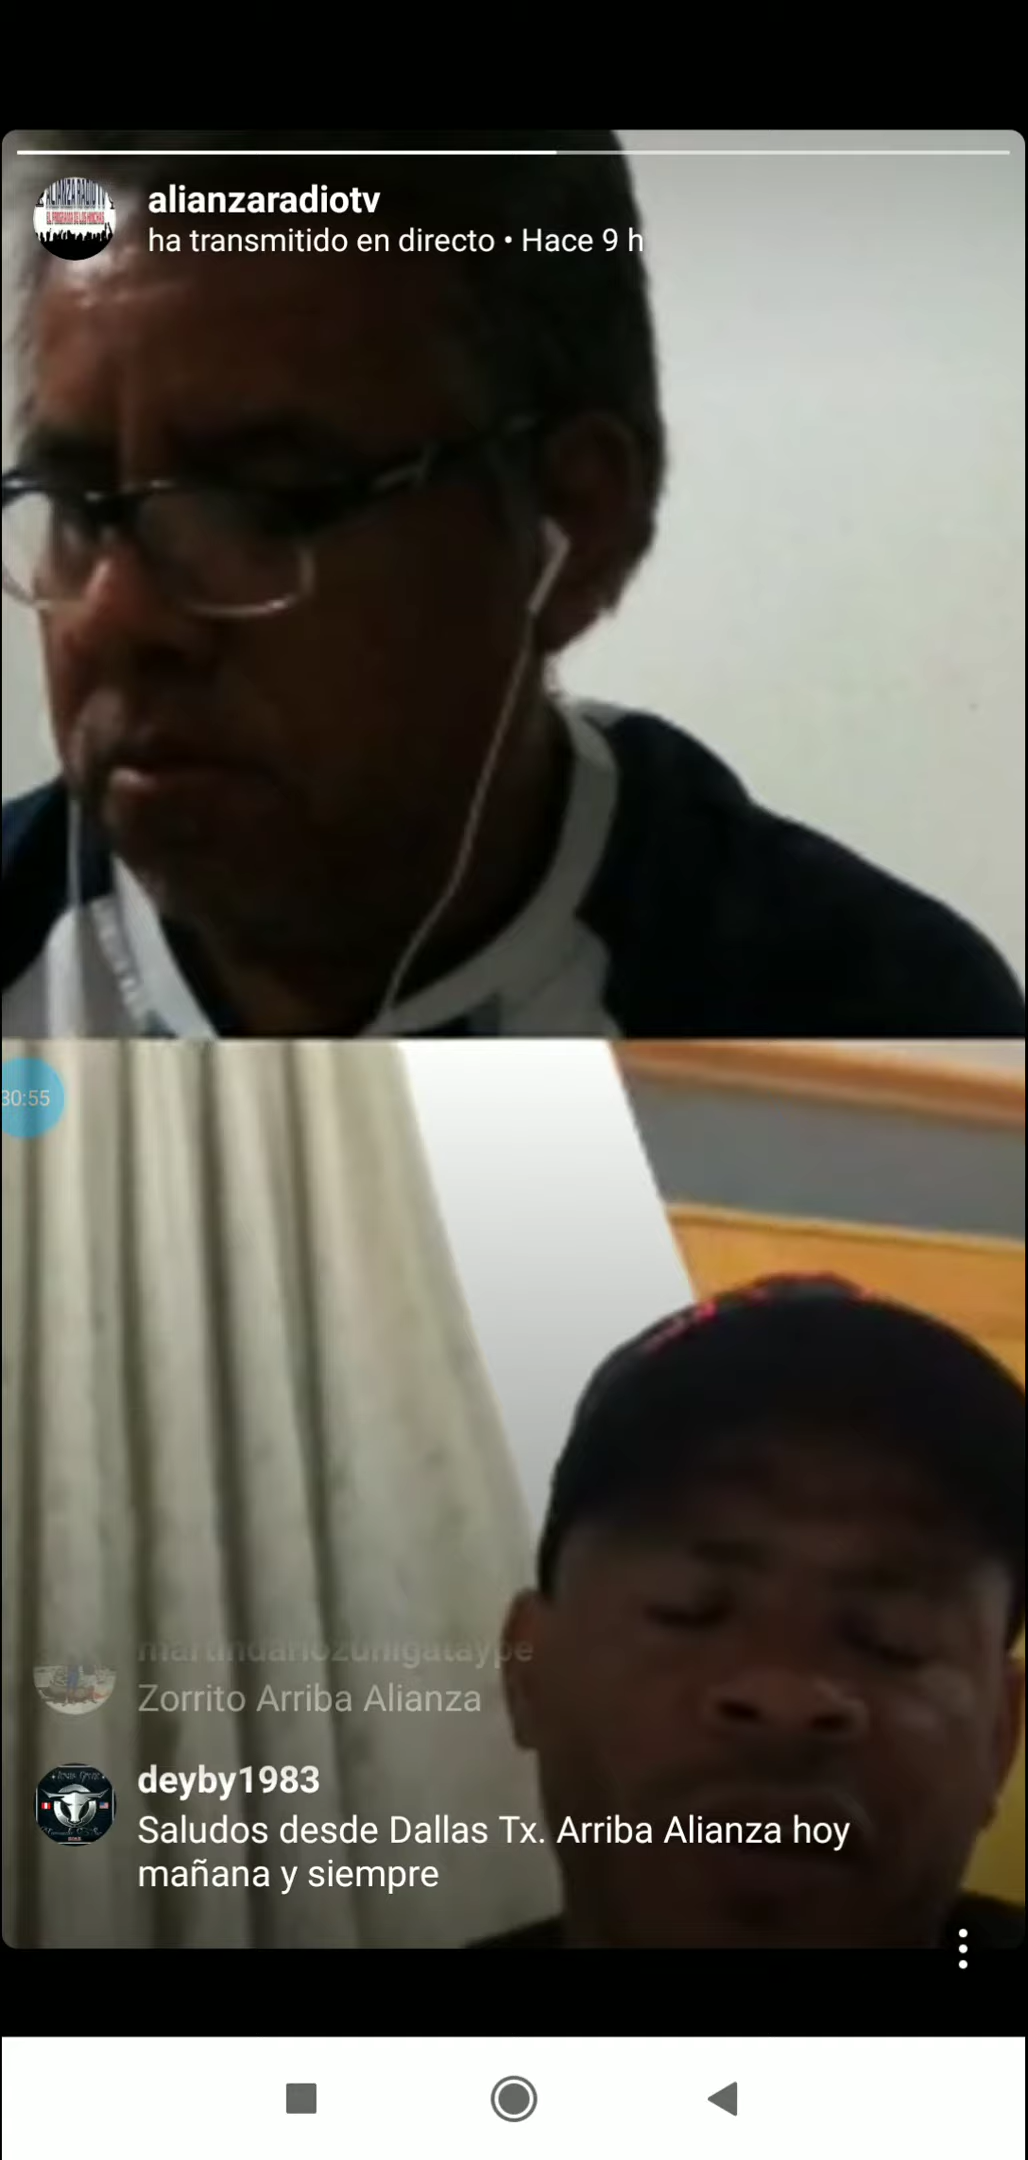 alianzaradiotv
ha transmitido en directo • Hace 9 h
30:55
martindariozunigataype
Zorrito Arriba Alianza
deyby1983
Saludos desde Dallas Tx. Arriba Alianza hoy
mañana y siempre